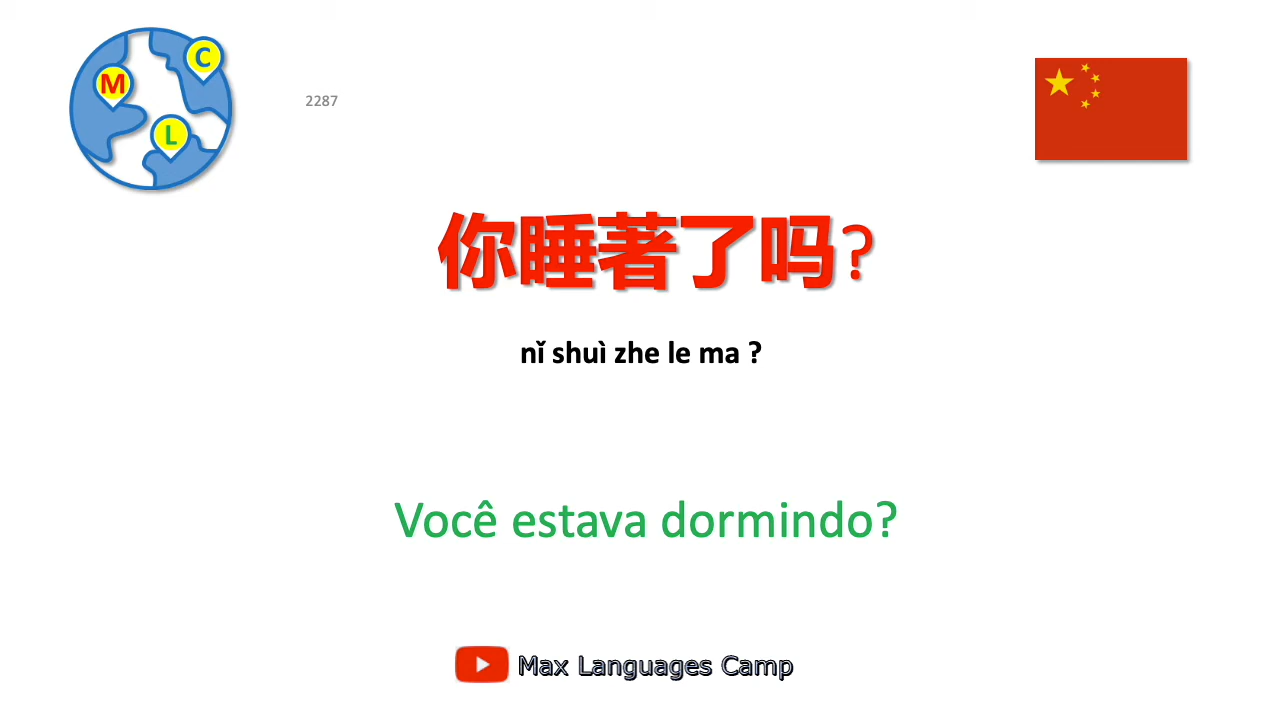 M
C
L
2287
你睡著了吗?
nǐ shuì zhe le ma ?
Você estava dormindo?
Max Languages Camp